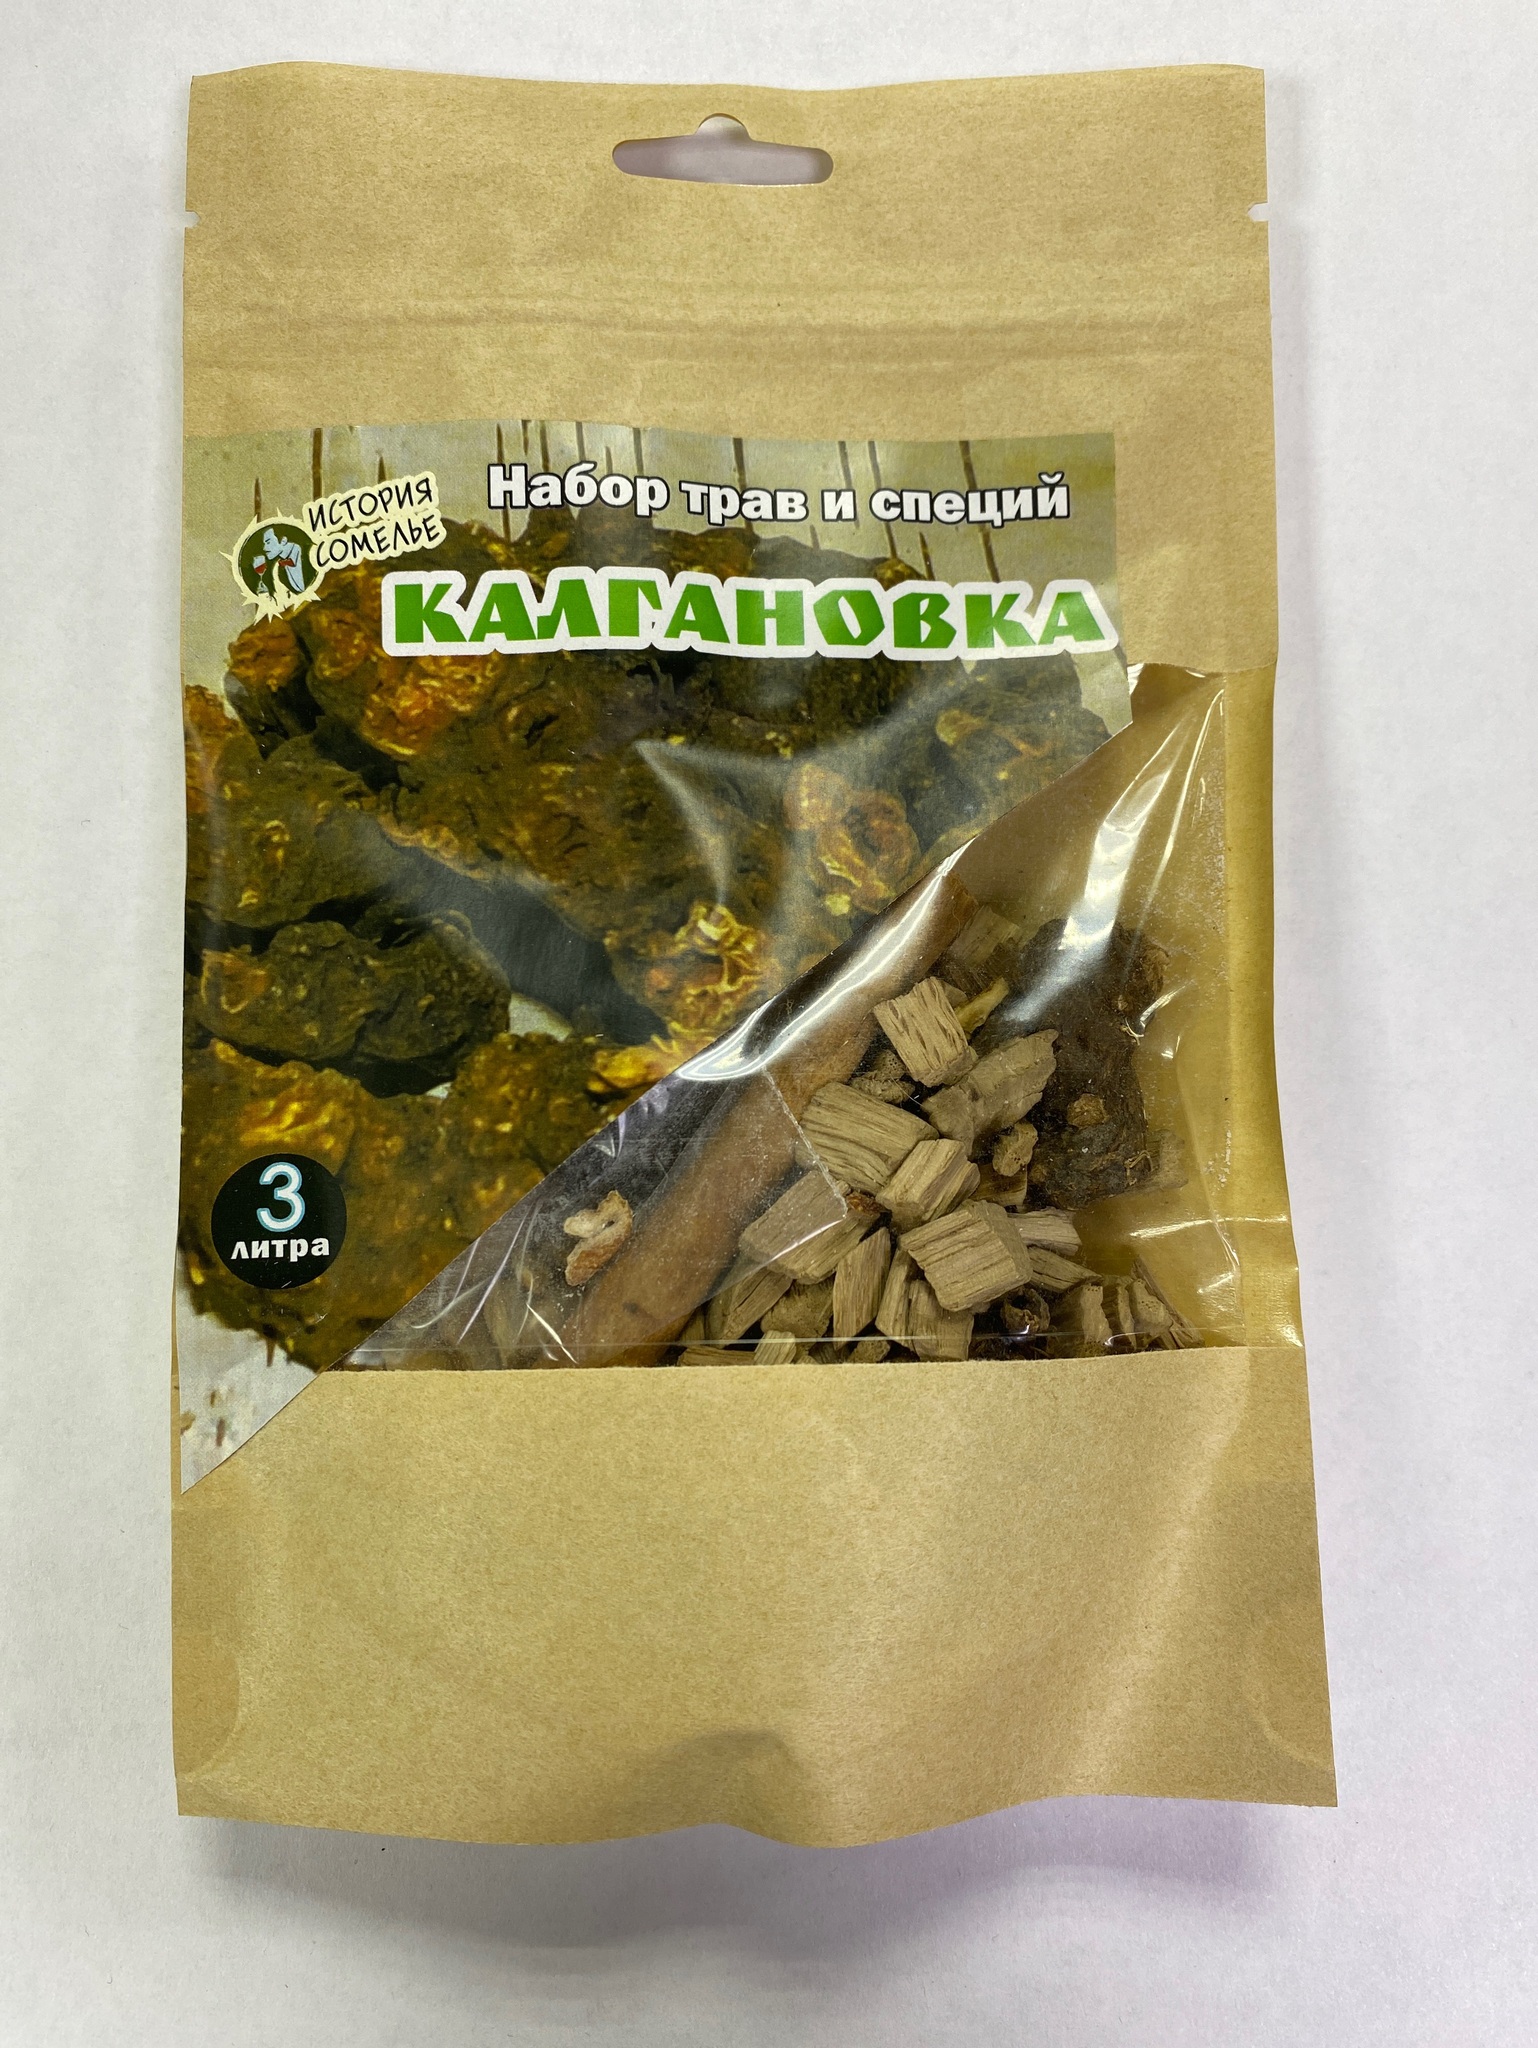 Набор трав и специй
ИСТОРИЯ
СОМЕЛЬЕ
КАЛГАНОВКА
3
литра